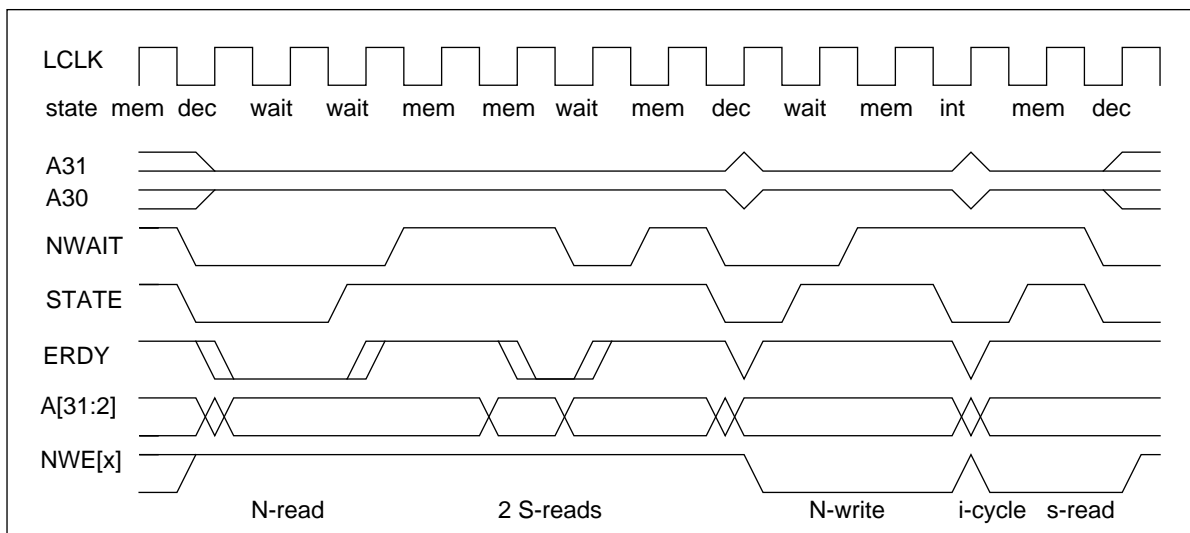 LCLK
state mem dec wait wait mem mem wait mem dec wait mem int mem dec
A31
A30
NWAIT
STATE
ERDY
A[31:2]
NWE[x]
N-read 2 S-reads N-write i-cycle s-read